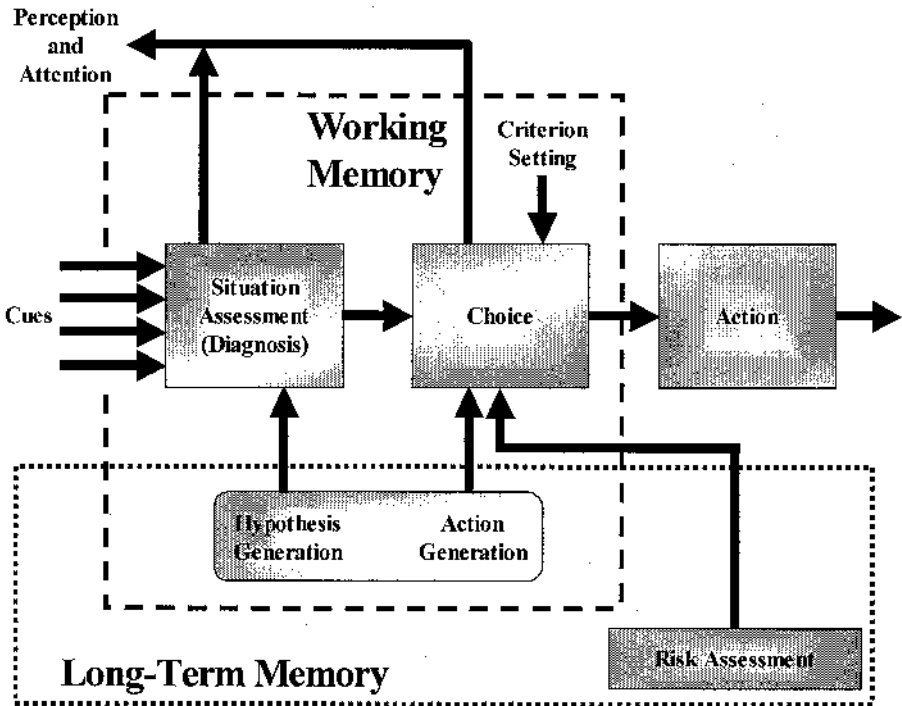 Perception
and
Attention
Working
Memory
Criterion
Setting
Cues
Situation
Assessment
(Diagnosis)
Choice
Action
Hypothesis
Generation
Action
Generation
Long-Term Memory
Risk Assessment